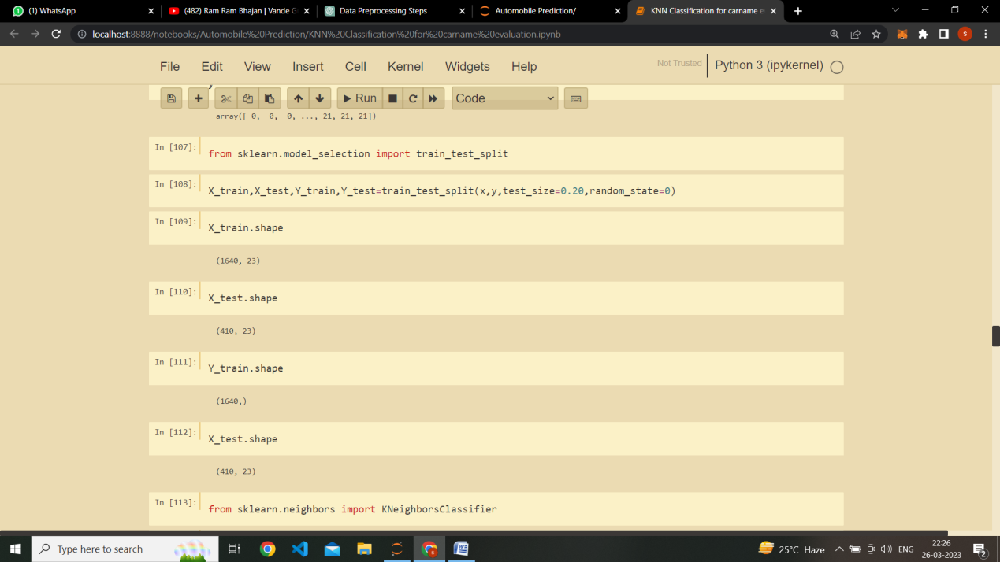 (1) WhatsApp
(482) Ram Ram Bhajan | Vande G
Data Preprocessing Steps
Automobile Prediction/
KNN Classification for carname e
localhost:8888/notebooks/Automobile%20Prediction/KNN%20Classification%20for%20carname%20evaluation.ipynb
S
File Edit View Insert Cell Kernel Widgets Help
Not Trusted
Python 3 (ipykernel)
y
Run
Code
array([ 0, 0, 0, ..., 21, 21, 21])
In [107]: from sklearn.model_selection import train_test_split
In [108]: X_train,X_test,Y_train,Y_test=train_test_split(x,y,test_size=0.20,random_state=0)
In [109]: X_train.shape
(1640, 23)
In [110]: X_test.shape
(410, 23)
In [111]: Y_train.shape
(1640,)
In [112]: X_test.shape
(410, 23)
In [113]: from sklearn.neighbors import KNeighborsClassifier
Type here to search
25°C Haze
ENG
22:26
26-03-2023
2